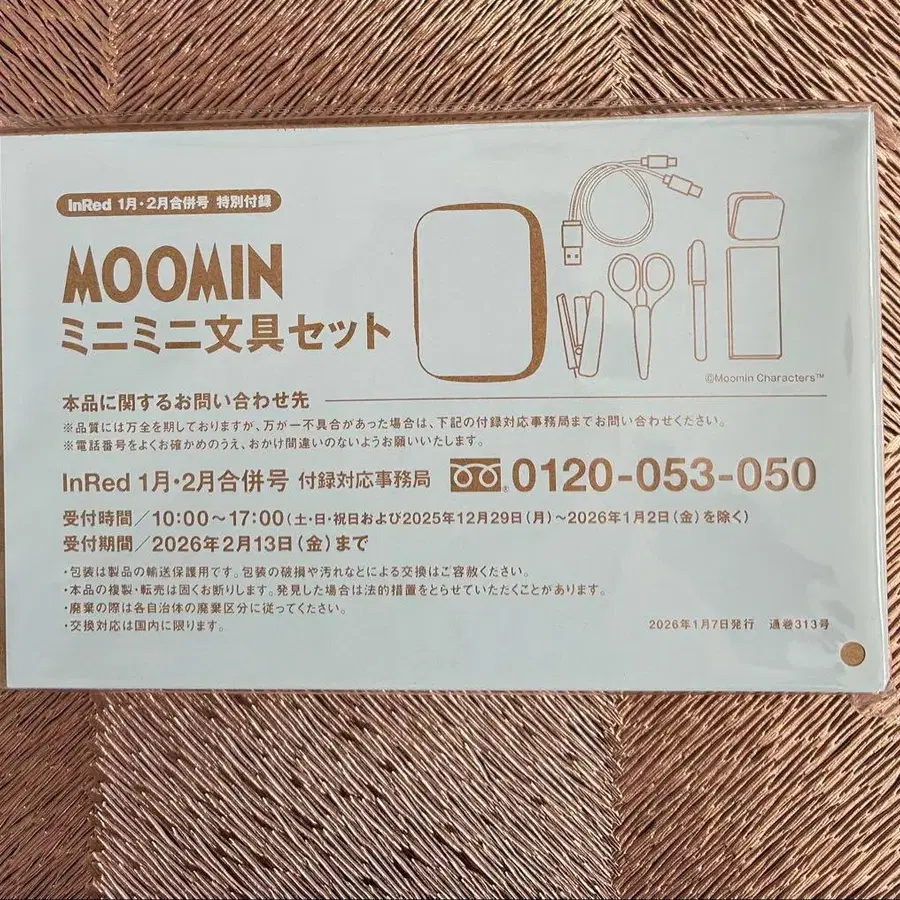 InRed 1月・2月合併号 特別付録
MOOMIN
ミニミニ文具セット
©Moomin Characters™
本品に関するお問い合わせ先
※品質には万全を期しておりますが、万が一不具合があった場合は、下記の付録対応事務局までお問い合わせください。
※電話番号をよくお確かめのうえ、おかけ間違いのないようお願いいたします。
InRed 1月・2月合併号 付録対応事務局 0120-053-050
受付時間/10:00〜17:00(土・日・祝日および2025年12月29日(月)〜2026年1月2日(金)を除く)
受付期間/2026年2月13日(金)まで
・包装は製品の輸送保護用です。包装の破損や汚れなどによる交換はご容赦ください。
・本品の複製・転売は固くお断りします。発見した場合は法的措置をとらせていただくことがあります。
・廃棄の際は各自治体の廃棄区分に従ってください。
・交換対応は国内に限ります。
2026年1月7日発行 通巻313号